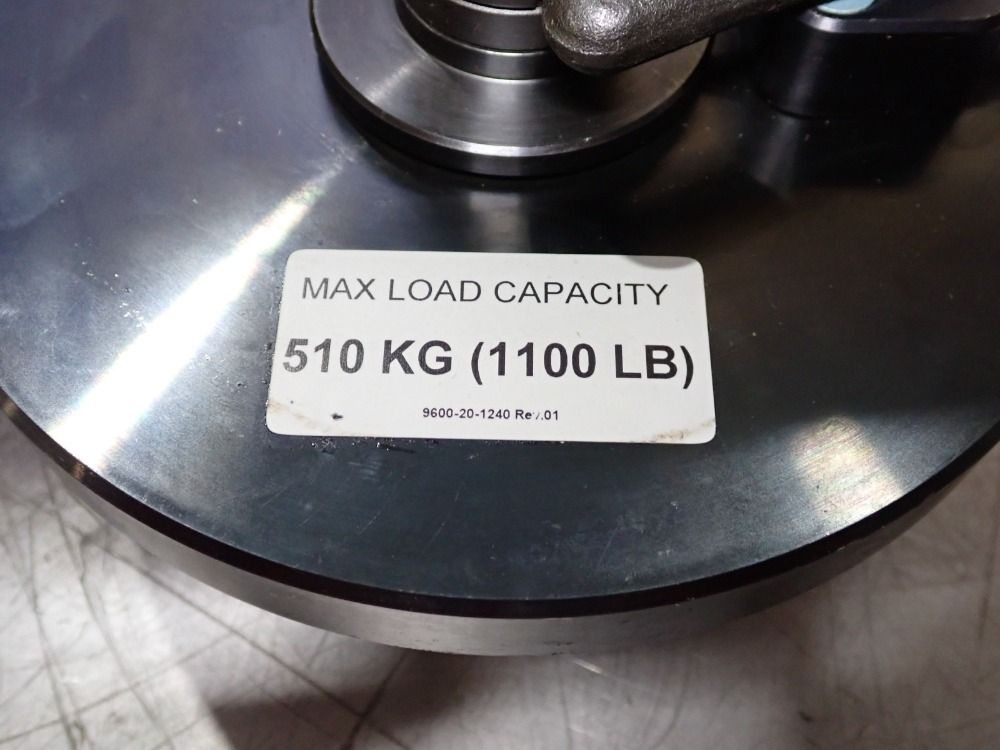 MAX LOAD CAPACITY
510 KG (1100 LB)
9600-20-1240 Rev.01